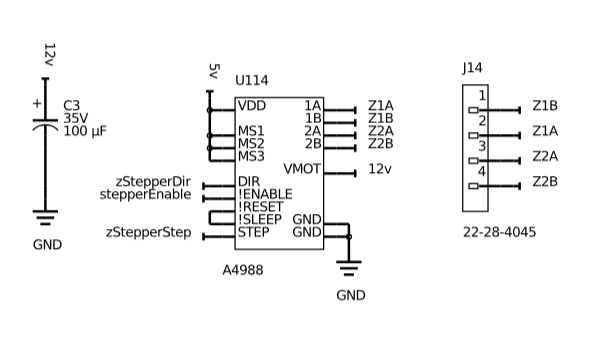 12v
+
C3
35V
100 µF
GND
5v
U114
VDD
MS1
MS2
MS3
DIR
!ENABLE
!RESET
!SLEEP
STEP
1A
1B
2A
2B
VMOT
GND
GND
Z1A
Z1B
Z2A
Z2B
12v
zStepperDir
stepperEnable
zStepperStep
A4988
GND
J14
1
2
3
4
Z1B
Z1A
Z2A
Z2B
22-28-4045